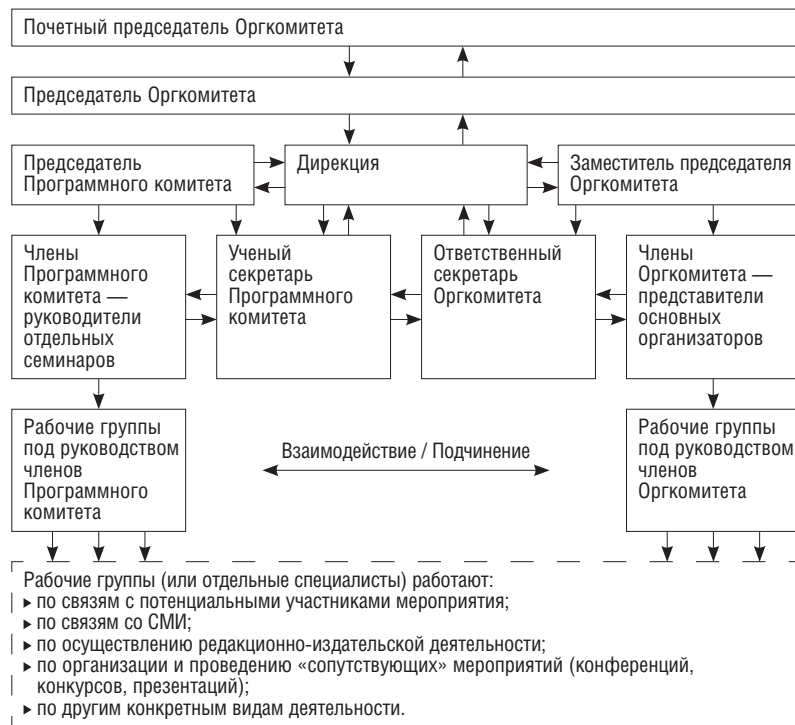 Почетный председатель Оргкомитета
Председатель Оргкомитета
Председатель
Программного комитета
Дирекция
Заместитель председателя
Оргкомитета
Члены
Программного
комитета —
руководители
отдельных
семинаров
Ученый
секретарь
Программного
комитета
Ответственный
секретарь
Оргкомитета
Члены
Оргкомитета —
представители
основных
организаторов
Рабочие группы
под руководством
членов
Программного
комитета
Взаимодействие / Подчинение
Рабочие группы
под руководством
членов
Оргкомитета
Рабочие группы (или отдельные специалисты) работают:
▸ по связям с потенциальными участниками мероприятия;
▸ по связям со СМИ;
▸ по осуществлению редакционно-издательской деятельности;
▸ по организации и проведению «сопутствующих» мероприятий (конференций,
конкурсов, презентаций);
▸ по другим конкретным видам деятельности.